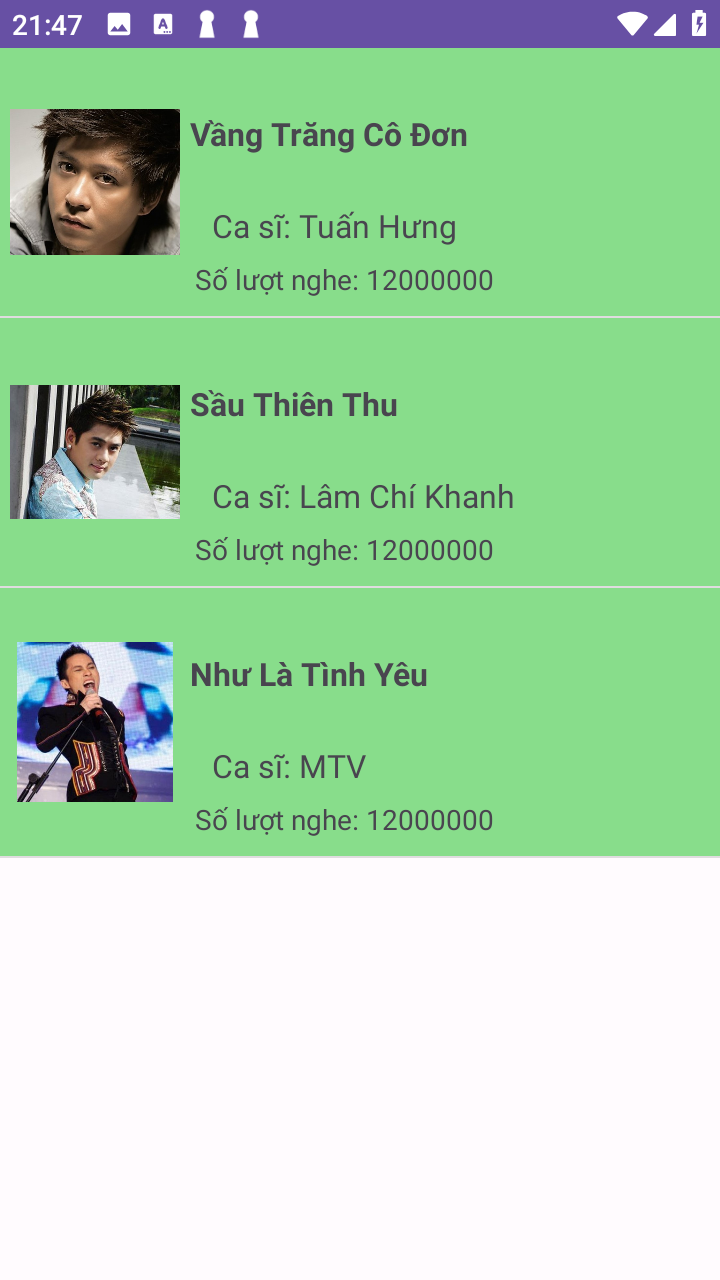 21:47
Vầng Trăng Cô Đơn
Ca sĩ: Tuấn Hưng
Số lượt nghe: 12000000
Sầu Thiên Thu
Ca sĩ: Lâm Chí Khanh
Số lượt nghe: 12000000
Như Là Tình Yêu
Ca sĩ: MTV
Số lượt nghe: 12000000